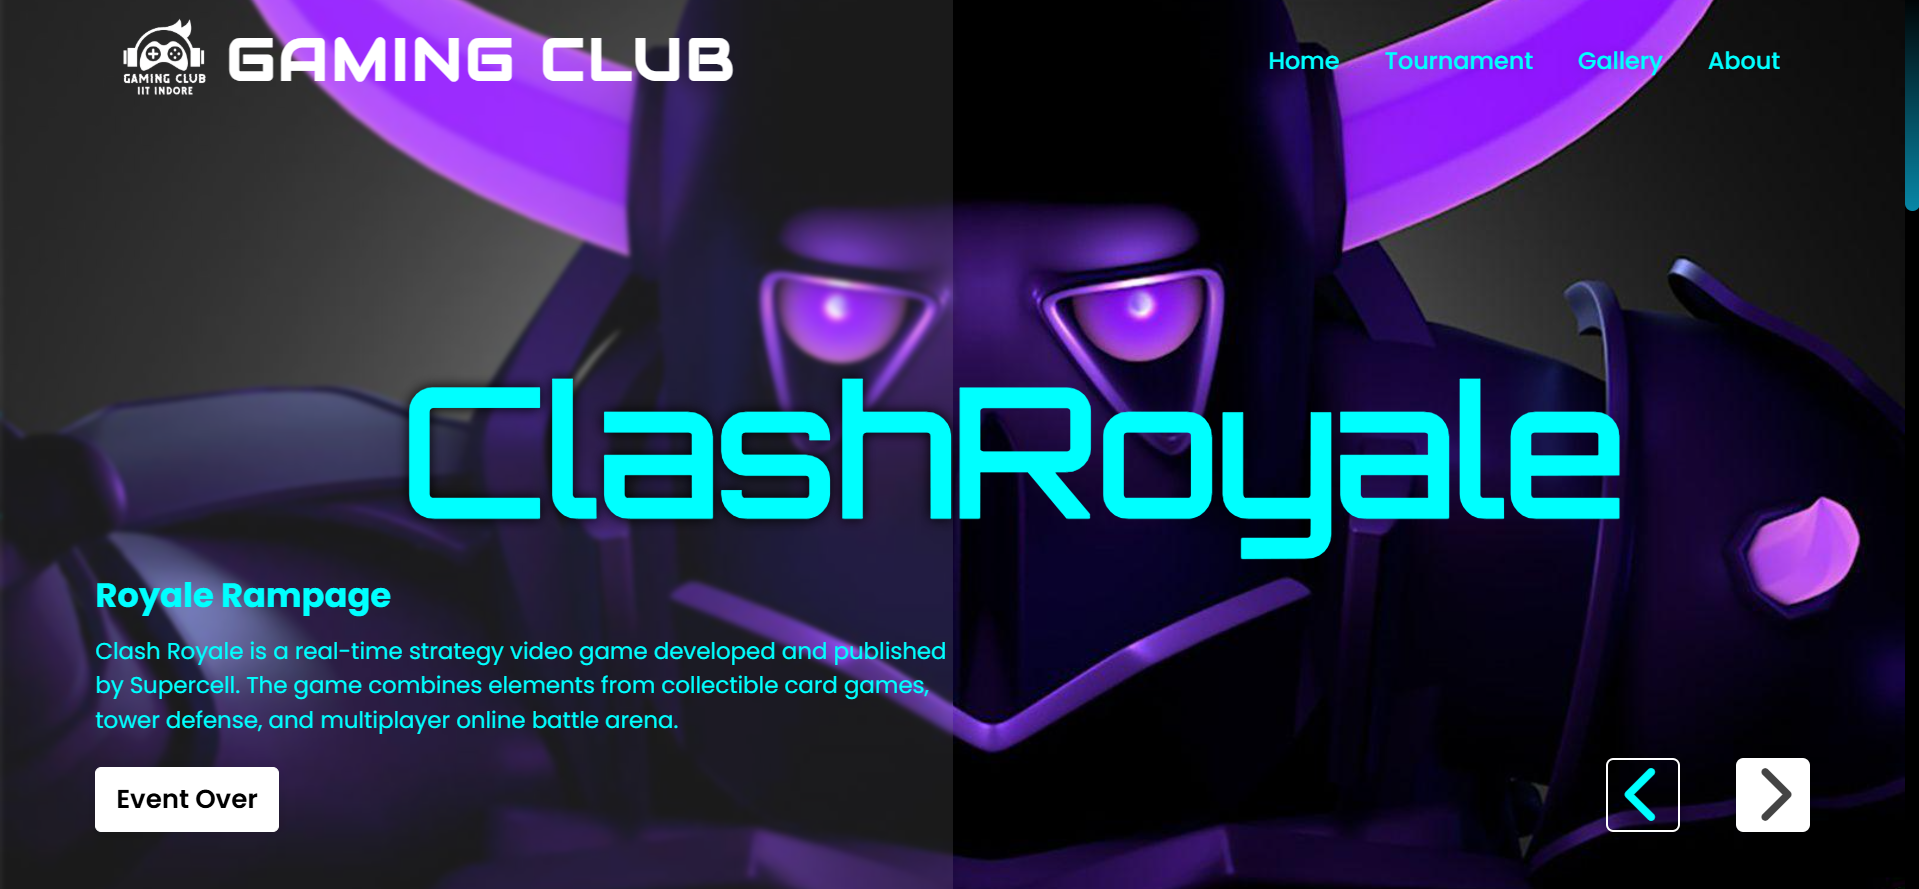 GAMING CLUB
IIT INDORE
GAMING CLUB
Home Tournament Gallery About
ClashRoyale
Royale Rampage
Clash Royale is a real-time strategy video game developed and published
by Supercell. The game combines elements from collectible card games,
tower defense, and multiplayer online battle arena.
Event Over